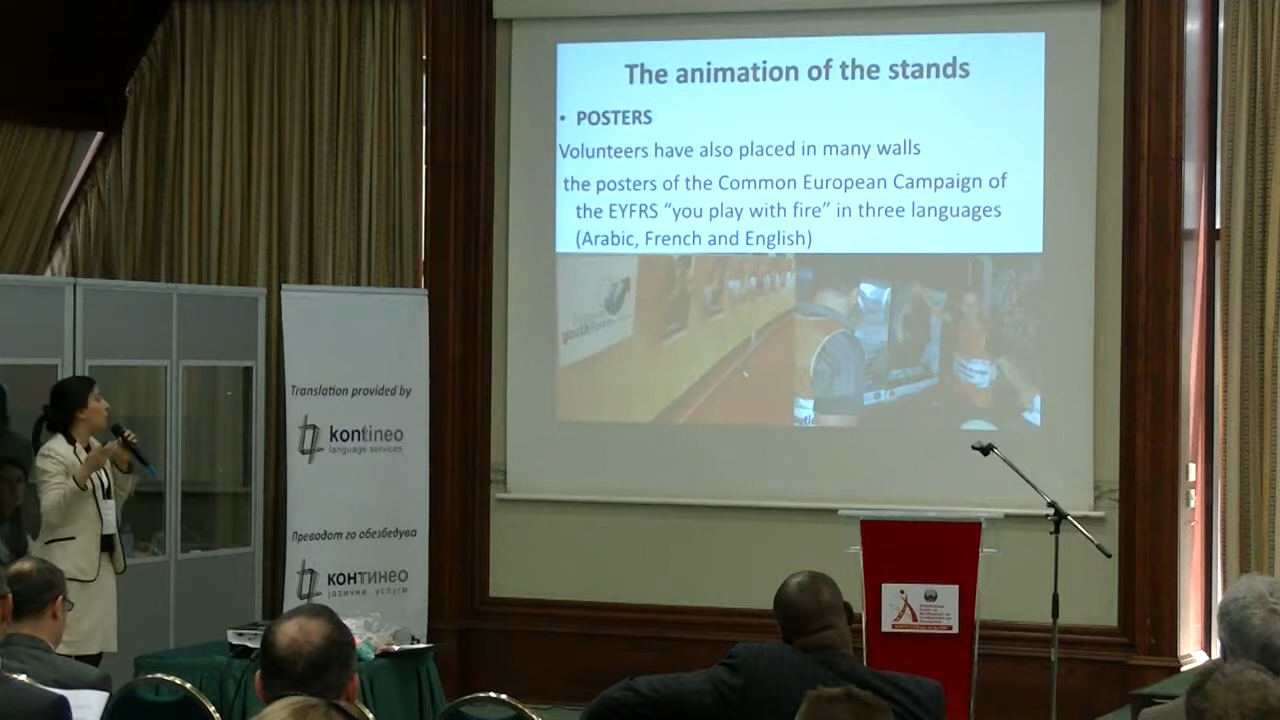 The animation of the stands
• POSTERS
Volunteers have also placed in many walls
the posters of the Common European Campaign of
the EYFRS “you play with fire” in three languages
(Arabic, French and English)
youth Forum
Translation provided by
kontineo
language services
Преводот го обезбедува
континео
јазични услуги